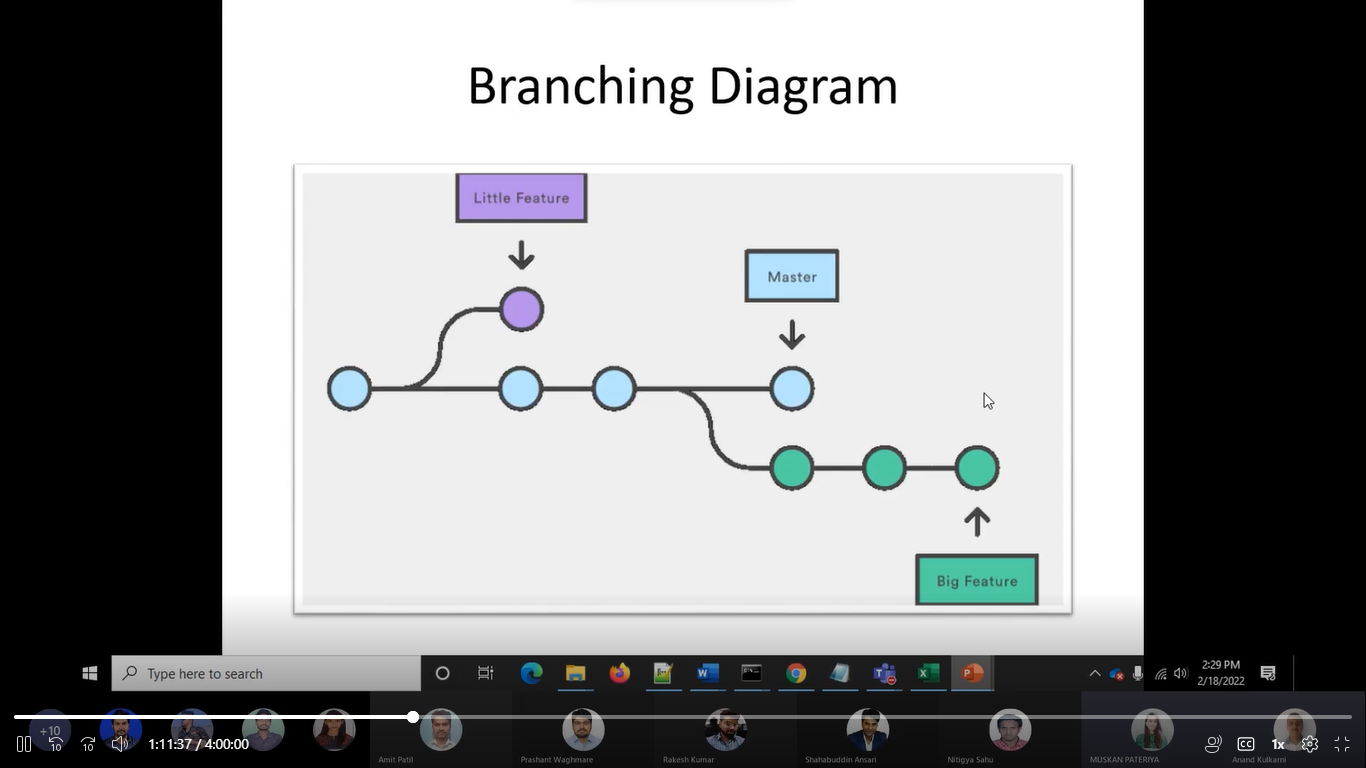 Branching Diagram
Little Feature
Master
Big Feature
Type here to search
2:29 PM
2/18/2022
+10
10
10
1:11:37 / 4:00:00
CC
1x
Amit Patil
Prashant Waghmare
Rakesh Kumar
Shahabuddin Ansari
Nitigya Sahu
MUSKAN PATERIYA
Anand Kulkarni